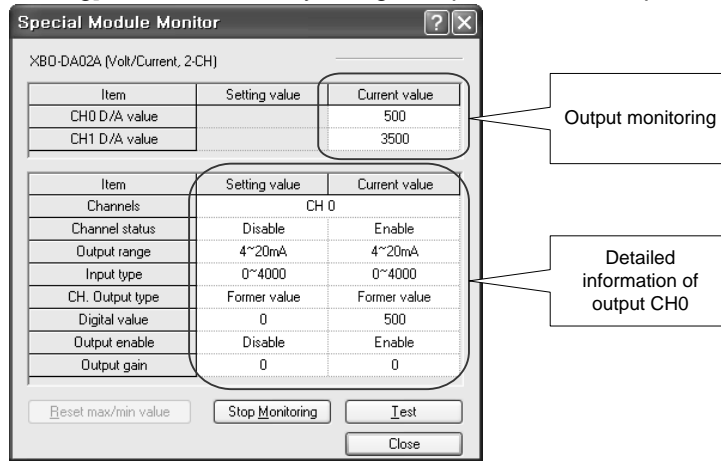 Special Module Monitor
XBO-DA02A (Volt/Current, 2-CH)
Item Setting value Current value
CH0 D/A value 500
CH1 D/A value 3500
Output monitoring
Item Setting value Current value
Channels CH 0
Channel status Disable Enable
Output range 4~20mA 4~20mA
Input type 0~4000 0~4000
CH. Output type Former value Former value
Digital value 0 500
Output enable Disable Enable
Output gain 0 0
Detailed
information of
output CH0
Reset max/min value Stop Monitoring Test
Close